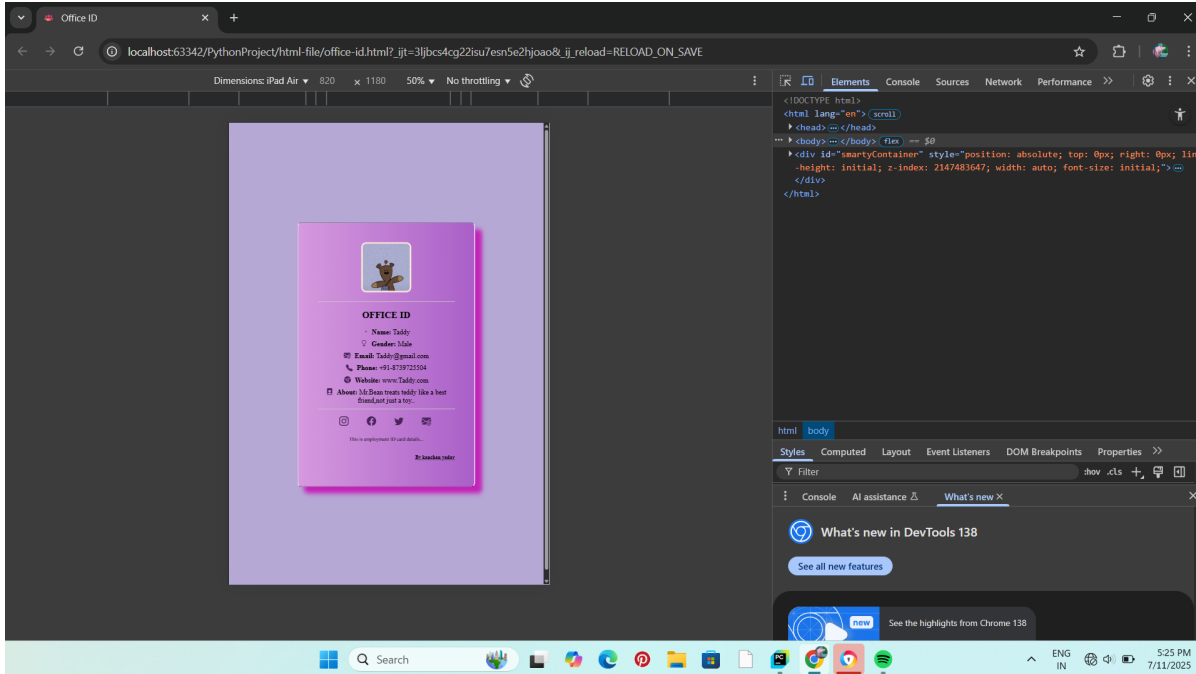 Office ID
localhost:63342/PythonProject/html-file/office-id.html?_ijt=3ljbcs4cg22isu7esn5e2hjoao&_ij_reload=RELOAD_ON_SAVE
Dimensions: iPad Air 820 x 1180 50% No throttling
Elements Console Sources Network Performance
<!DOCTYPE html>
<html lang="en"> scroll
<head> </head>
<body> </body> flex == $0
<div id="smartyContainer" style="position: absolute; top: 0px; right: 0px; lin
-height: initial; z-index: 2147483647; width: auto; font-size: initial;">
</div>
</html>
OFFICE ID
Name: Taddy
Gender: Male
Email: Taddy@gmail.com
Phone: +91-8739725504
Website: www.Taddy.com
About: Mr.Bean treats teddy like a best
friend,not just a toy..
This is employment ID card details...
By kanchan yadav
html body
Styles Computed Layout Event Listeners DOM Breakpoints Properties
Filter :hov .cls
Console AI assistance What's new
What's new in DevTools 138
See all new features
new See the highlights from Chrome 138
Search
ENG
IN
5:25 PM
7/11/2025